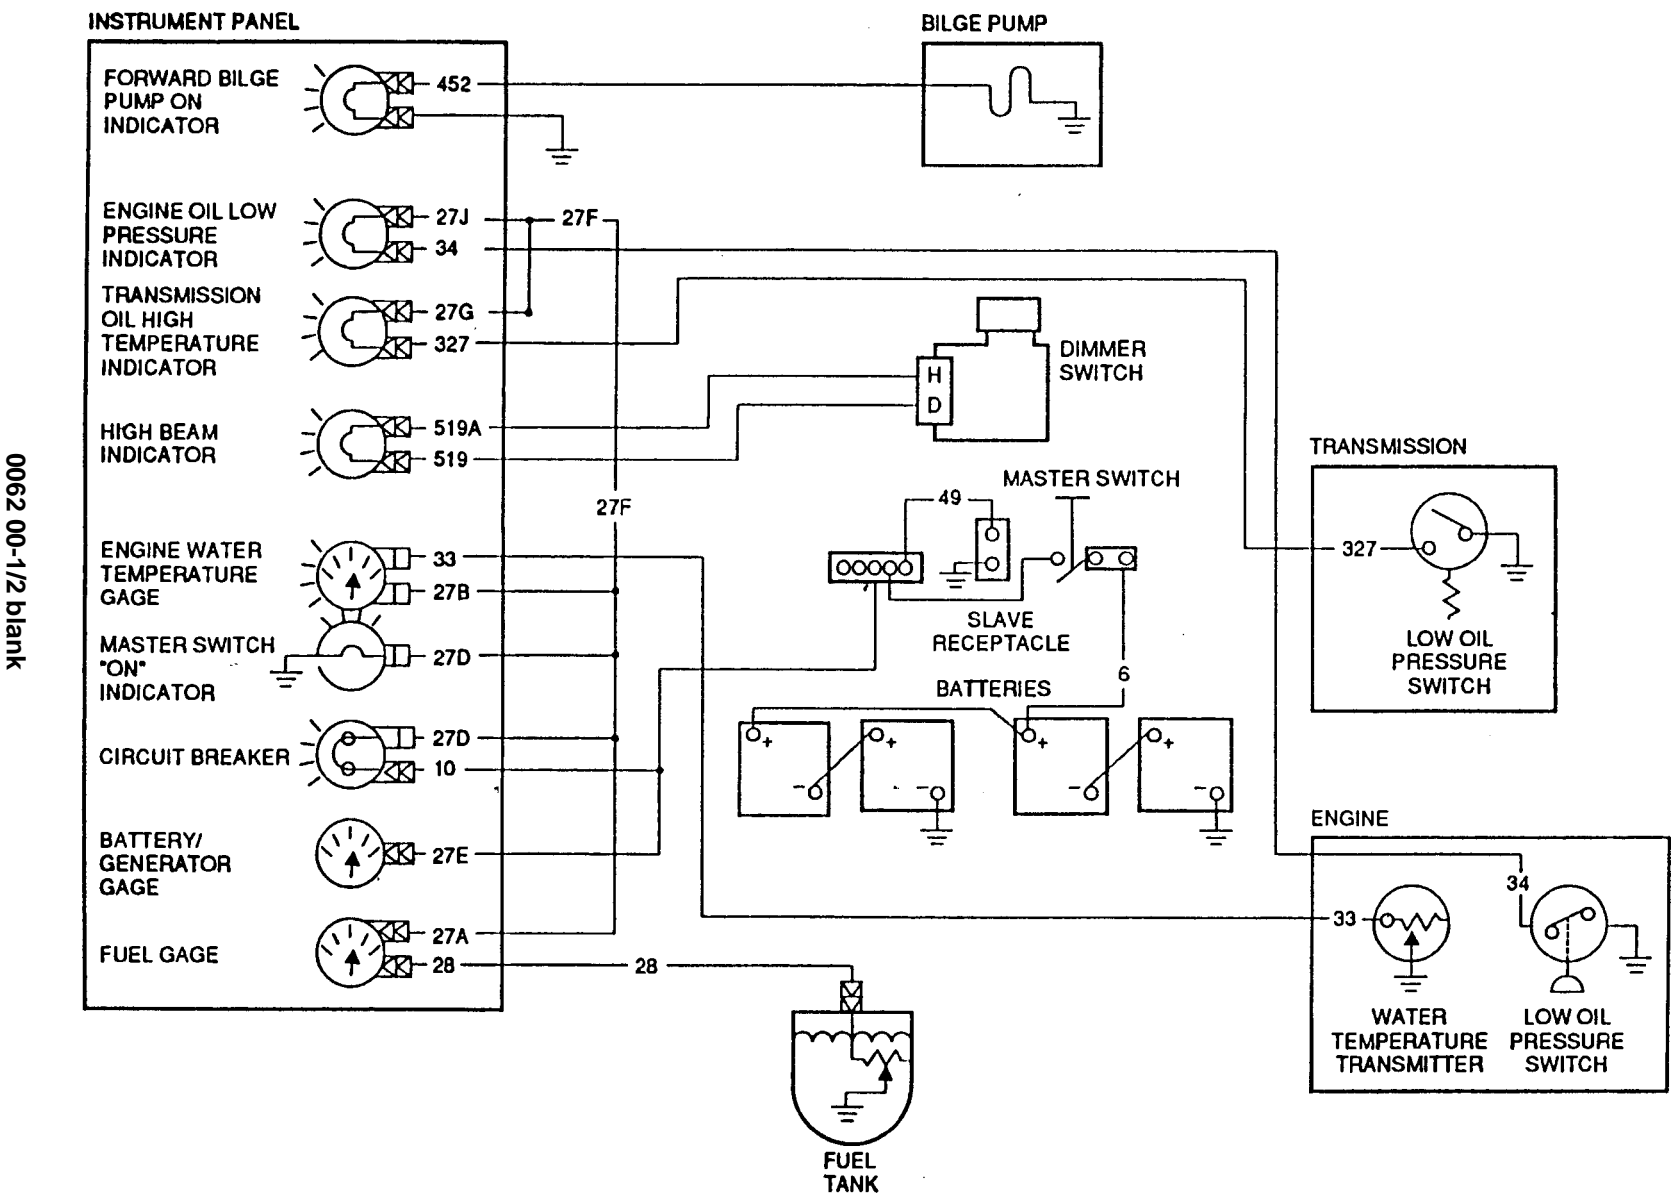 INSTRUMENT PANEL
FORWARD BILGE
PUMP ON
INDICATOR
452
ENGINE OIL LOW
PRESSURE
INDICATOR
27J
27F
34
TRANSMISSION
OIL HIGH
TEMPERATURE
INDICATOR
27G
327
HIGH BEAM
INDICATOR
519A
519
27F
ENGINE WATER
TEMPERATURE
GAGE
33
27B
MASTER SWITCH
"ON"
INDICATOR
27D
CIRCUIT BREAKER
27D
10
BATTERY/
GENERATOR
GAGE
27E
FUEL GAGE
27A
28
28
BILGE PUMP
DIMMER
SWITCH
H
D
MASTER SWITCH
49
SLAVE
RECEPTACLE
6
BATTERIES
+
+
+
+
−
−
−
−
FUEL
TANK
TRANSMISSION
327
LOW OIL
PRESSURE
SWITCH
ENGINE
34
33
WATER
TEMPERATURE
TRANSMITTER
LOW OIL
PRESSURE
SWITCH
0062 00-1/2 blank